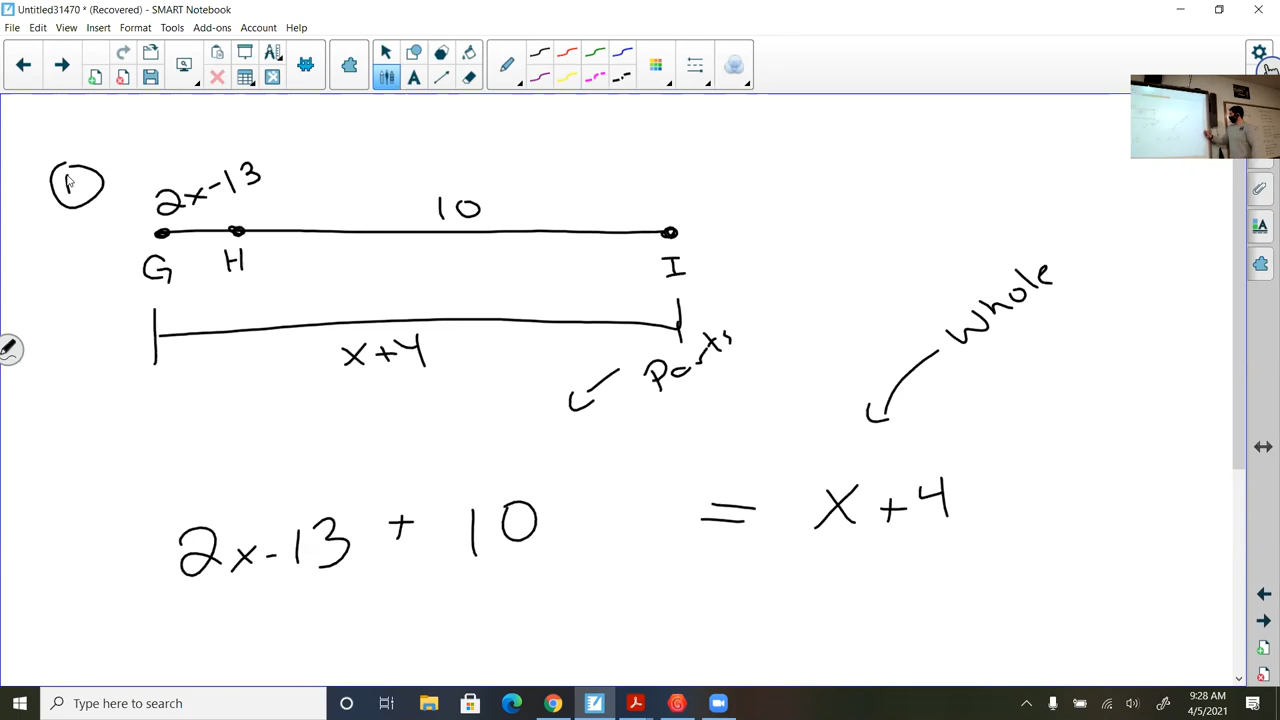 Untitled31470 * (Recovered) - SMART Notebook
File Edit View Insert Format Tools Add-ons Account Help
2x-13
10
G H I
x+4
Parts
Whole
2x-13 + 10 = x+4
Type here to search
9:28 AM
4/5/2021